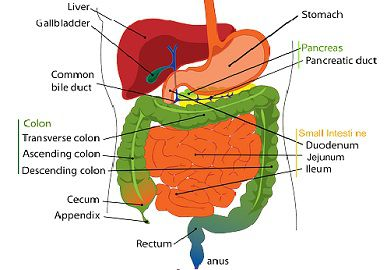 Liver
Gallbladder
Common
bile duct
Colon
Transverse colon
Ascending colon
Descending colon
Cecum
Appendix
Rectum
anus
Stomach
Pancreas
Pancreatic duct
Small Intestine
Duodenum
Jejunum
Ileum